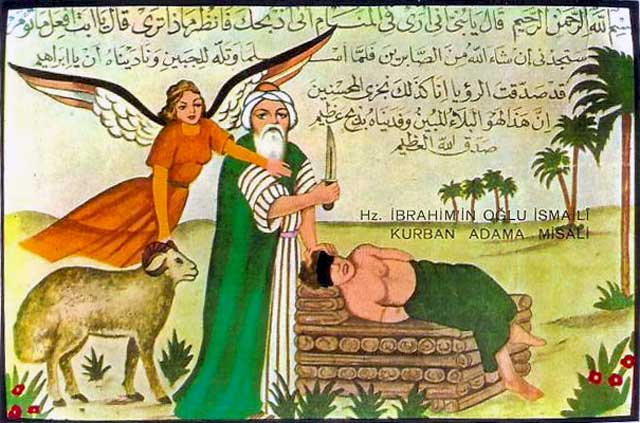 بسم الله الرحمن الرحيم قال يا بني اني ارى في المنام اني اذبحك فانظر ماذا ترى قال يا ابت افعل ما تؤمر
ستجدني ان شاء الله من الصابرين فلما اسلما وتله للجبين وناديناه أن يا ابراهيم
قد صدقت الرؤيا انا كذلك نجزى المحسنين
ان هذا لهو البلاء المبين وفديناه بذبح عظيم
صدق الله العظيم
Hz. İBRAHİM'İN OĞLU İSMAİLİ
KURBAN ADAMA MİSALİ